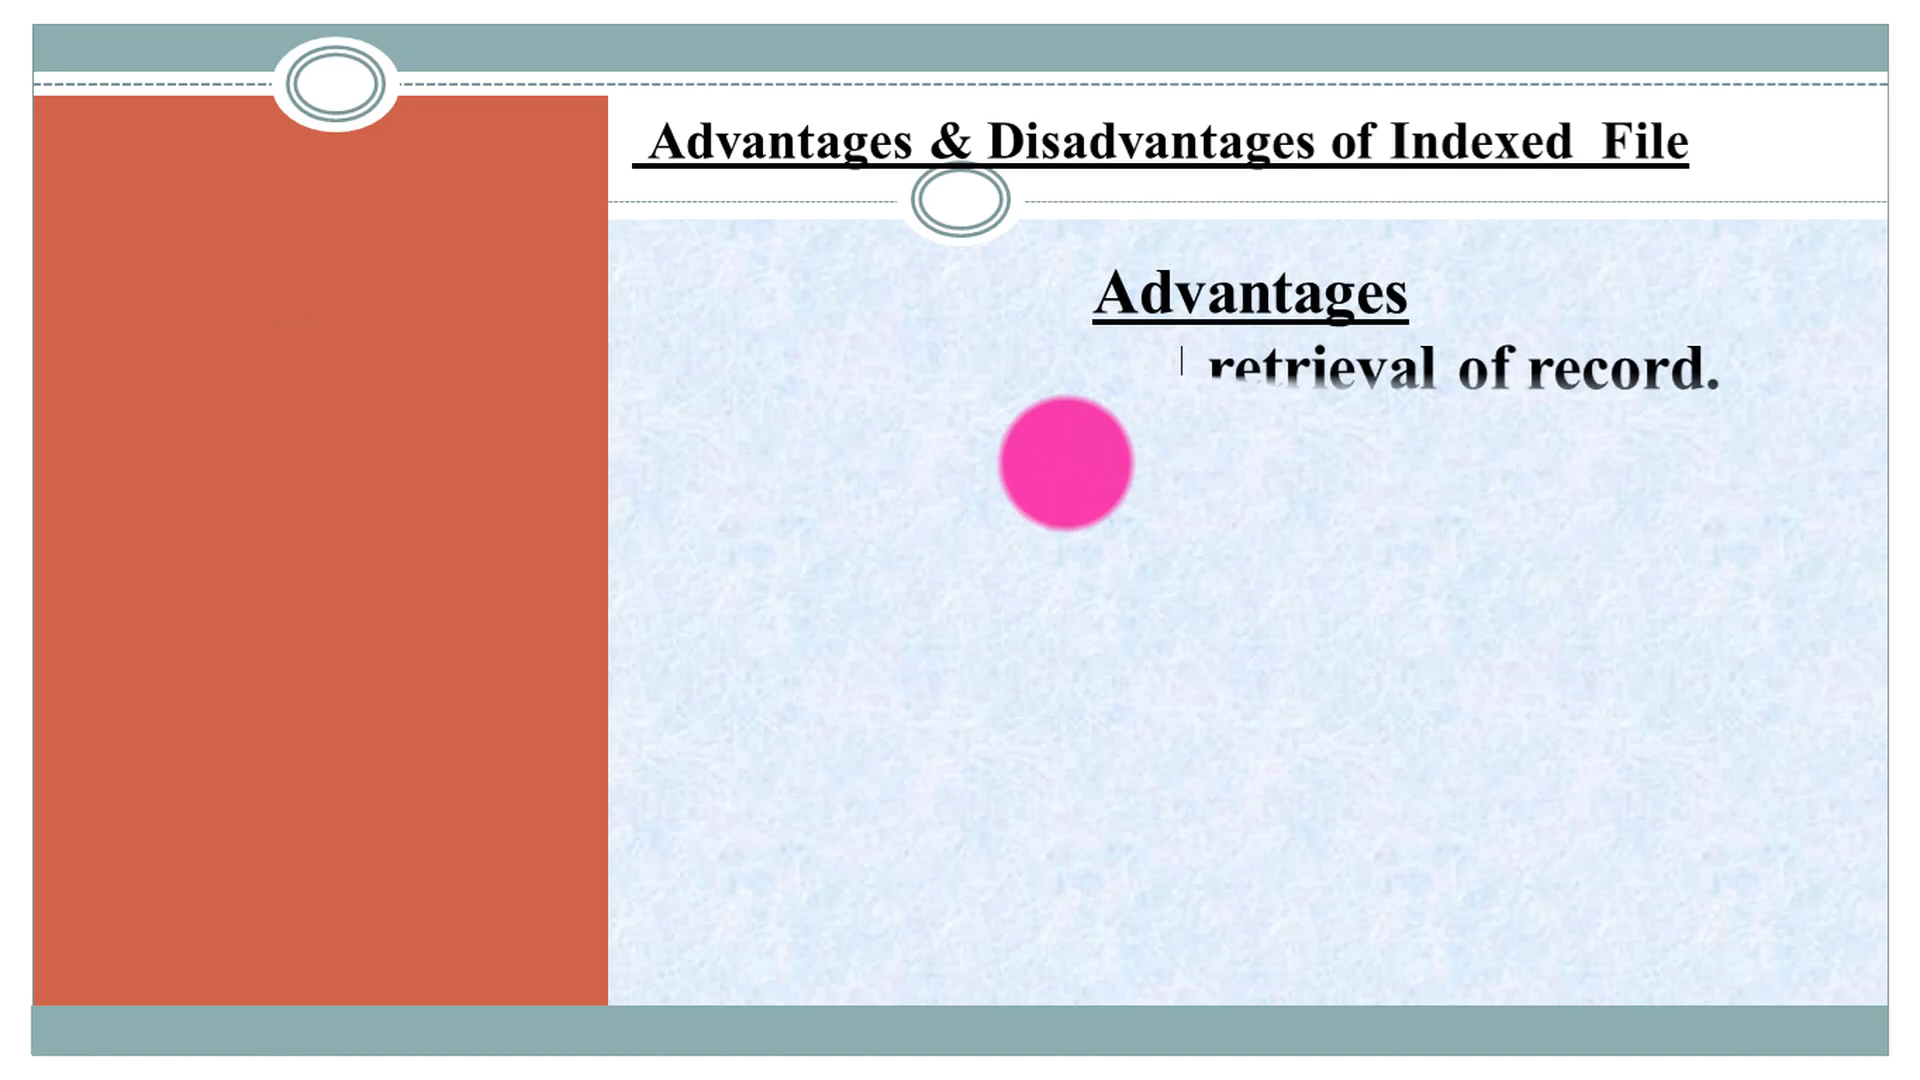 Advantages & Disadvantages of Indexed File
Advantages
retrieval of record.